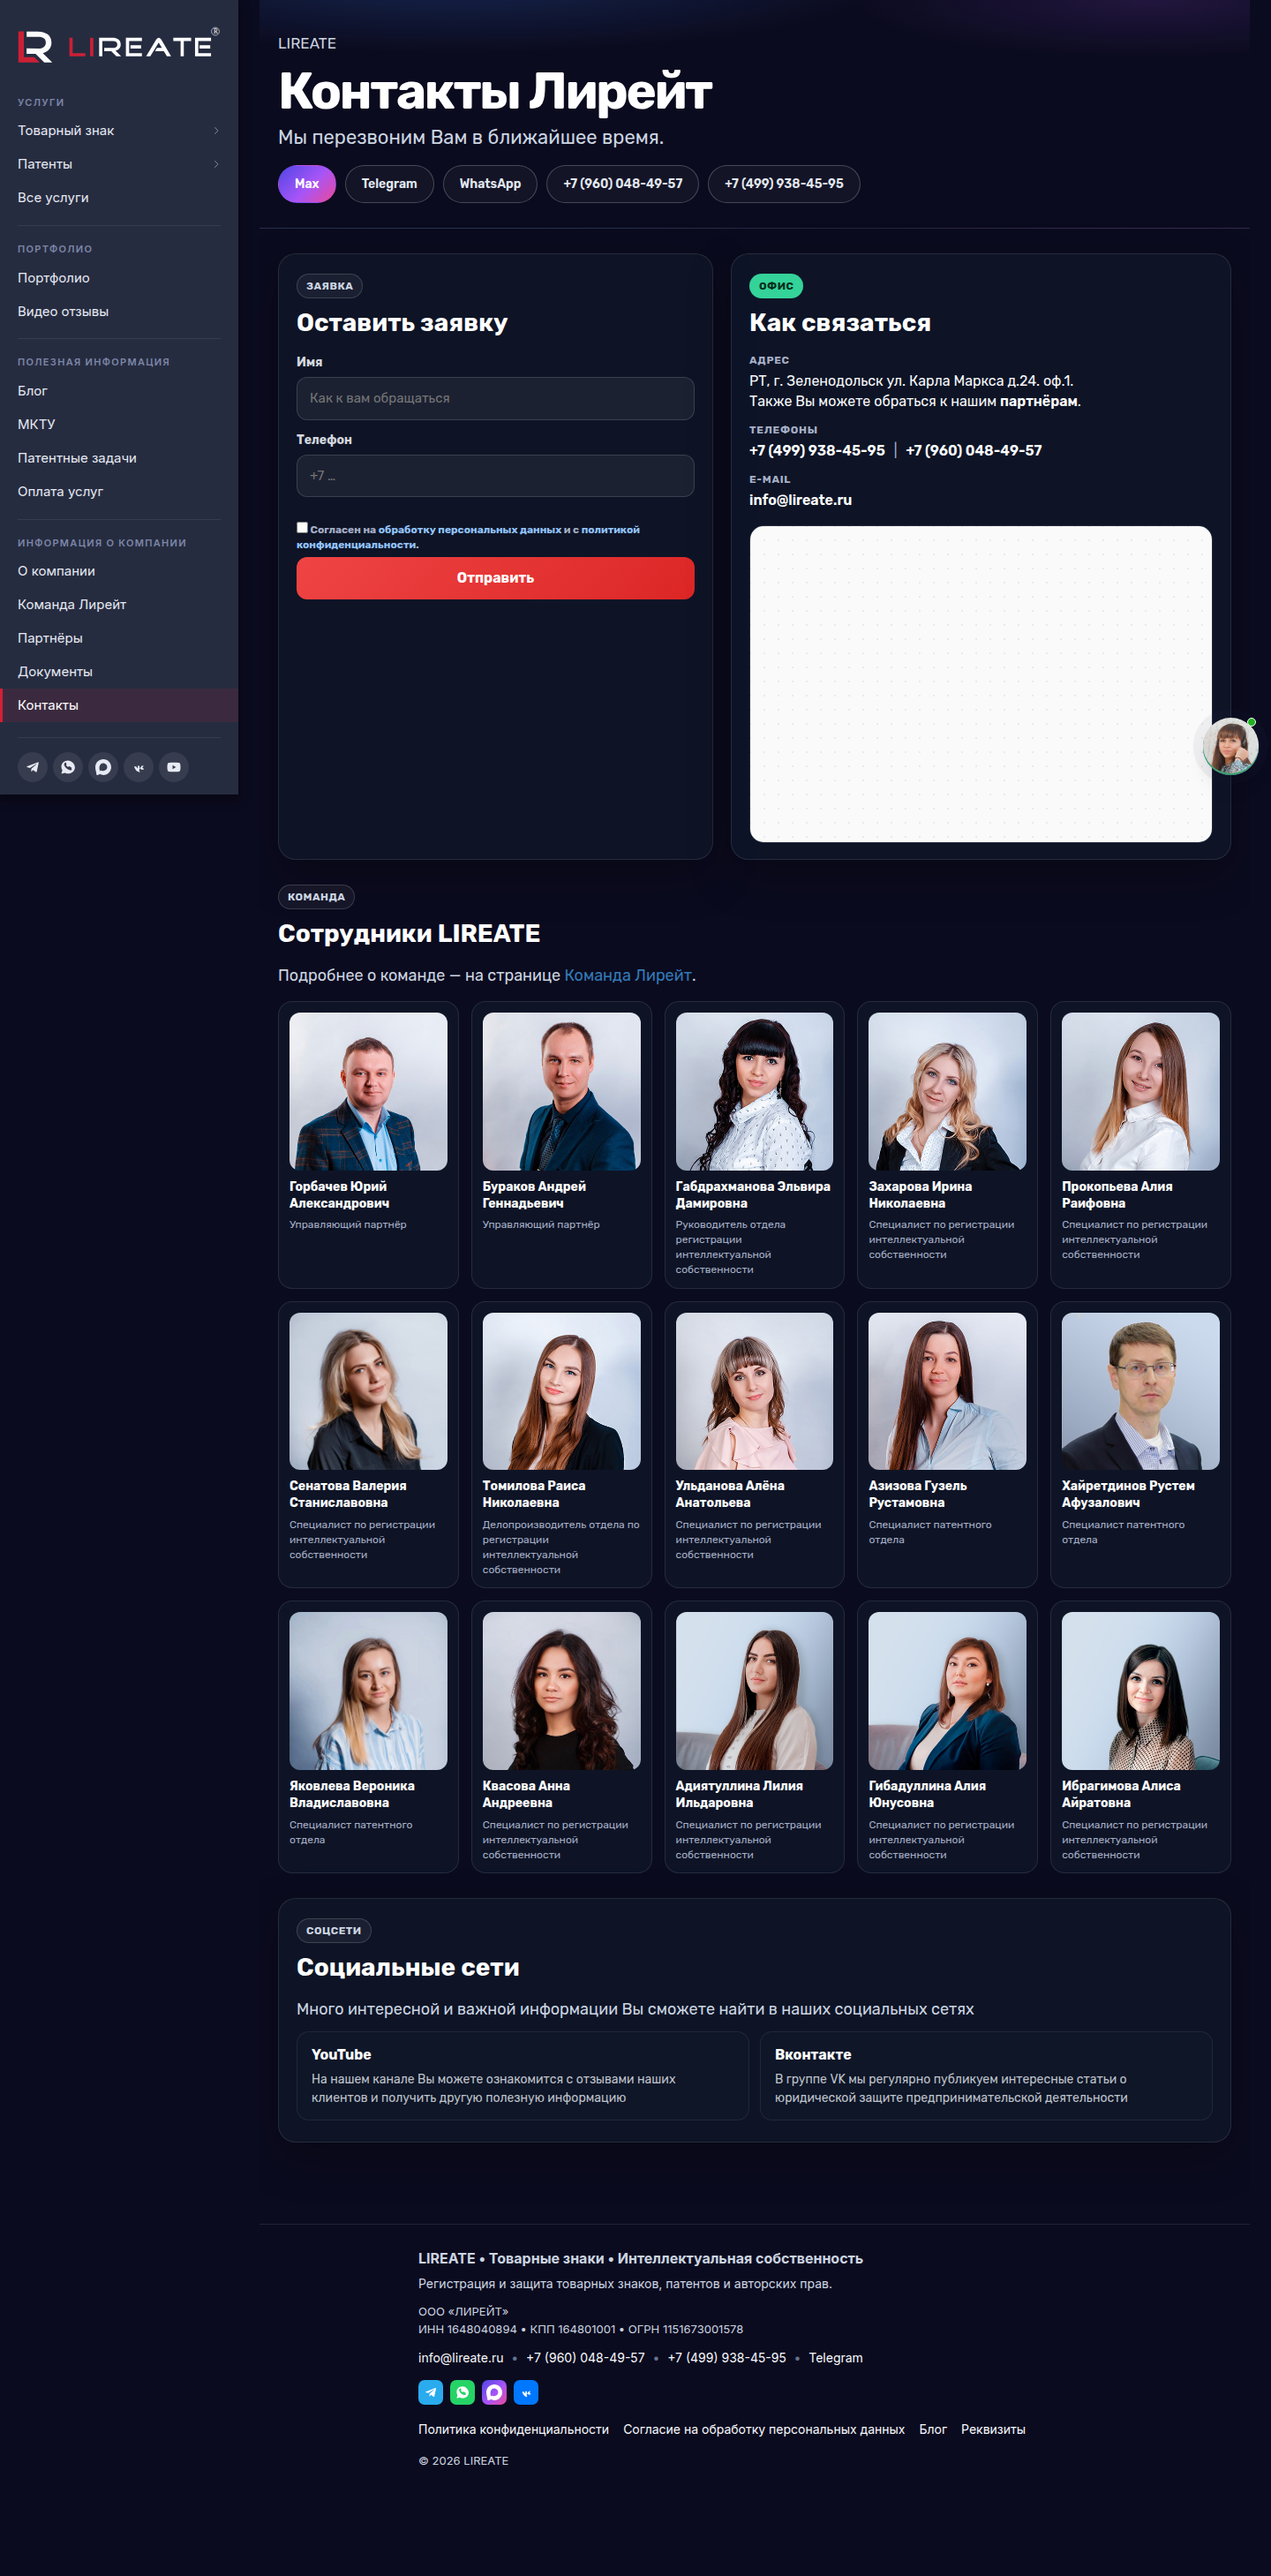 LIREATE®
УСЛУГИ
Товарный знак
Патенты
Все услуги
ПОРТФОЛИО
Портфолио
Видео отзывы
ПОЛЕЗНАЯ ИНФОРМАЦИЯ
Блог
МКТУ
Патентные задачи
Оплата услуг
ИНФОРМАЦИЯ О КОМПАНИИ
О компании
Команда Лирейт
Партнёры
Документы
Контакты
LIREATE
Контакты Лирейт
Мы перезвоним Вам в ближайшее время.
Max
Telegram
WhatsApp
+7 (960) 048-49-57
+7 (499) 938-45-95
ЗАЯВКА
Оставить заявку
Имя
Как к вам обращаться
Телефон
+7 ...
Согласен на обработку персональных данных и с политикой
конфиденциальности.
Отправить
ОФИС
Как связаться
АДРЕС
РТ, г. Зеленодольск ул. Карла Маркса д.24. оф.1.
Также Вы можете обраться к нашим партнёрам.
ТЕЛЕФОНЫ
+7 (499) 938-45-95 | +7 (960) 048-49-57
E-MAIL
info@lireate.ru
КОМАНДА
Сотрудники LIREATE
Подробнее о команде — на странице Команда Лирейт.
Горбачев Юрий
Александрович
Управляющий партнёр
Бураков Андрей
Геннадьевич
Управляющий партнёр
Габдрахманова Эльвира
Дамировна
Руководитель отдела
регистрации
интеллектуальной
собственности
Захарова Ирина
Николаевна
Специалист по регистрации
интеллектуальной
собственности
Прокопьева Алия
Раифовна
Специалист по регистрации
интеллектуальной
собственности
Сенатова Валерия
Станиславовна
Специалист по регистрации
интеллектуальной
собственности
Томилова Раиса
Николаевна
Делопроизводитель отдела по
регистрации
интеллектуальной
собственности
Ульданова Алёна
Анатольева
Специалист по регистрации
интеллектуальной
собственности
Азизова Гузель
Рустамовна
Специалист патентного
отдела
Хайретдинов Рустем
Афузалович
Специалист патентного
отдела
Яковлева Вероника
Владиславовна
Специалист патентного
отдела
Квасова Анна
Андреевна
Специалист по регистрации
интеллектуальной
собственности
Адиятуллина Лилия
Ильдаровна
Специалист по регистрации
интеллектуальной
собственности
Гибадуллина Алия
Юнусовна
Специалист по регистрации
интеллектуальной
собственности
Ибрагимова Алиса
Айратовна
Специалист по регистрации
интеллектуальной
собственности
СОЦСЕТИ
Социальные сети
Много интересной и важной информации Вы сможете найти в наших социальных сетях
YouTube
На нашем канале Вы можете ознакомится с отзывами наших
клиентов и получить другую полезную информацию
Вконтакте
В группе VK мы регулярно публикуем интересные статьи о
юридической защите предпринимательской деятельности
LIREATE • Товарные знаки • Интеллектуальная собственность
Регистрация и защита товарных знаков, патентов и авторских прав.
ООО «ЛИРЕЙТ»
ИНН 1648040894 • КПП 164801001 • ОГРН 1151673001578
info@lireate.ru • +7 (960) 048-49-57 • +7 (499) 938-45-95 • Telegram
Политика конфиденциальности Согласие на обработку персональных данных Блог Реквизиты
© 2026 LIREATE